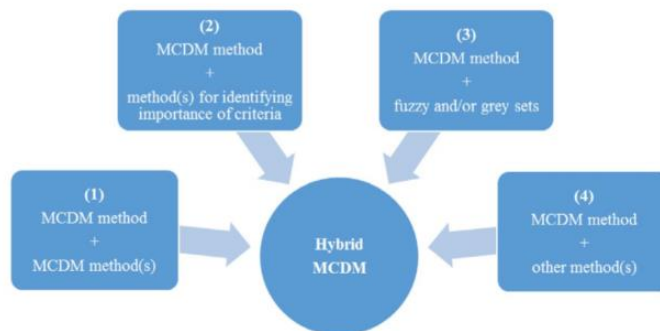 (1)
MCDM method
+
MCDM method(s)
(2)
MCDM method
+
method(s) for identifying
importance of criteria
(3)
MCDM method
+
fuzzy and/or grey sets
(4)
MCDM method
+
other method(s)
Hybrid
MCDM